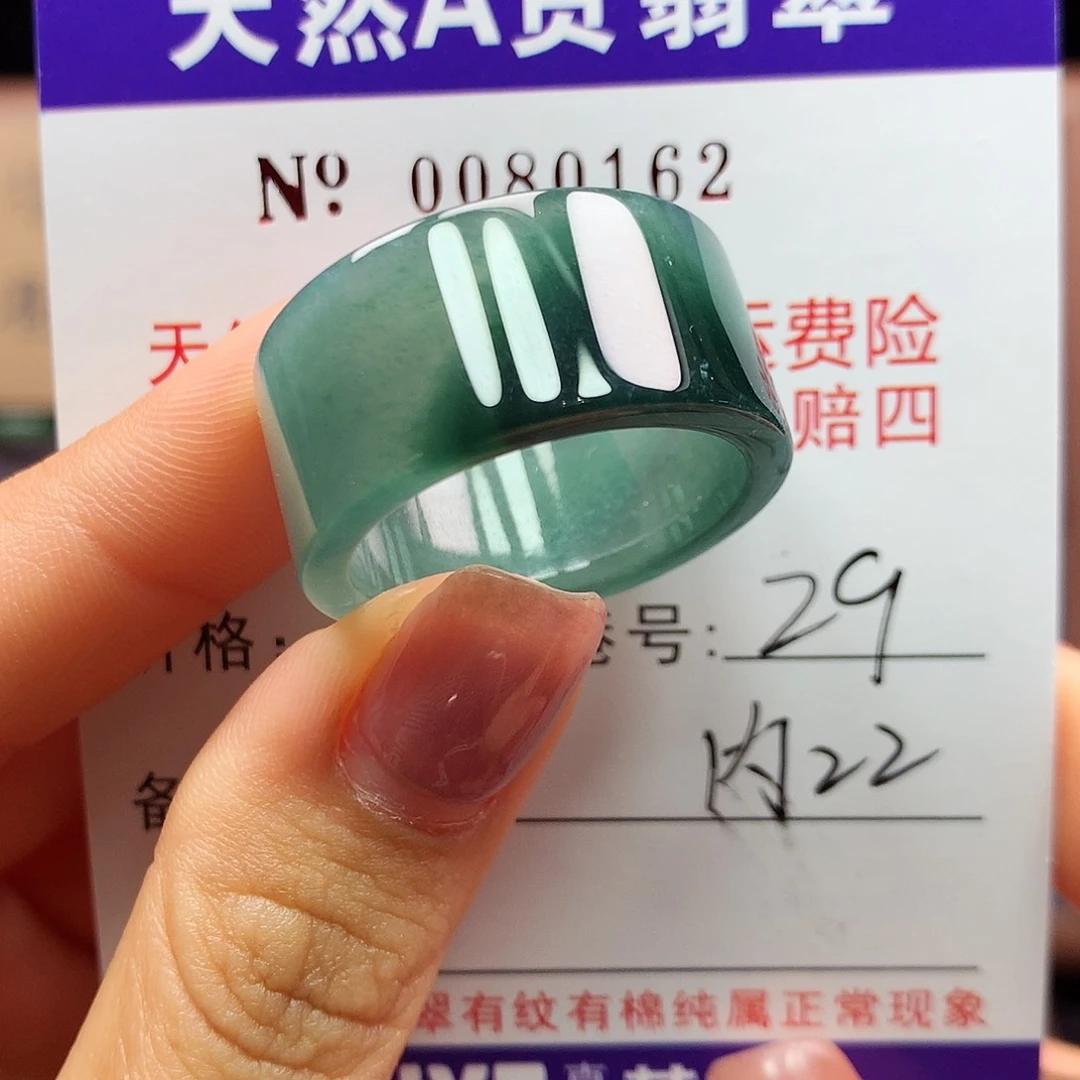 天然A货翡翠
Nº 0080162
天 运费险
赔四
格: 号: 29
备 内22
翠有纹有棉纯属正常现象